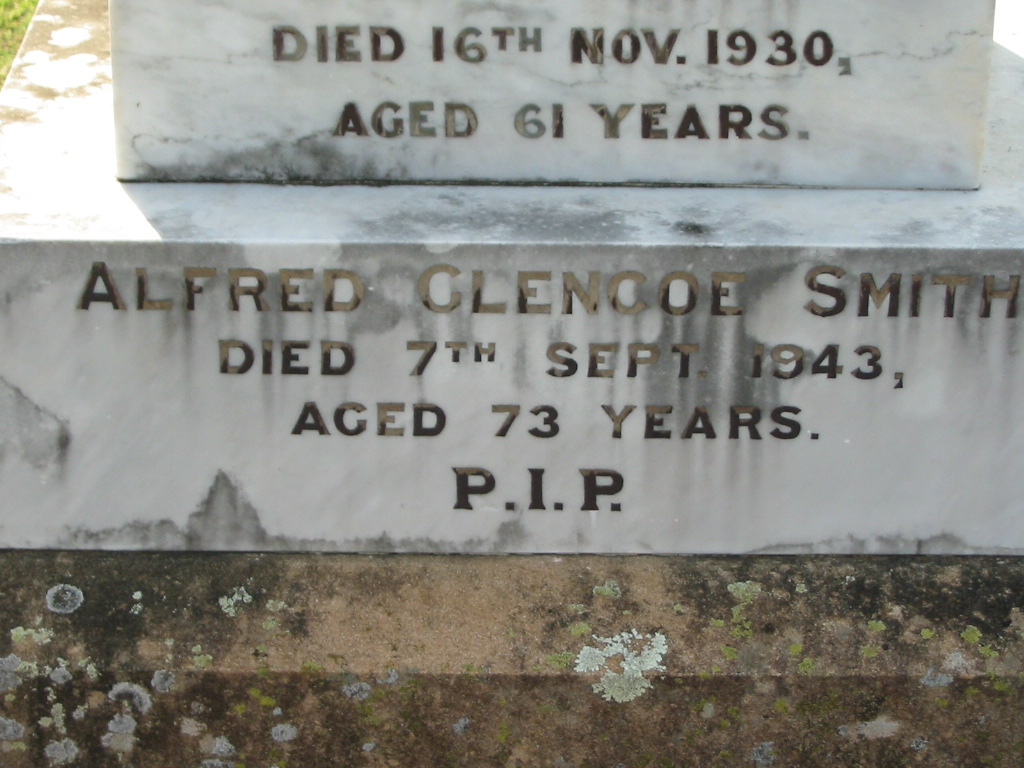 DIED 16TH NOV. 1930,
AGED 61 YEARS.
ALFRED GLENCOE SMITH
DIED 7TH SEPT. 1943,
AGED 73 YEARS.
P.I.P.